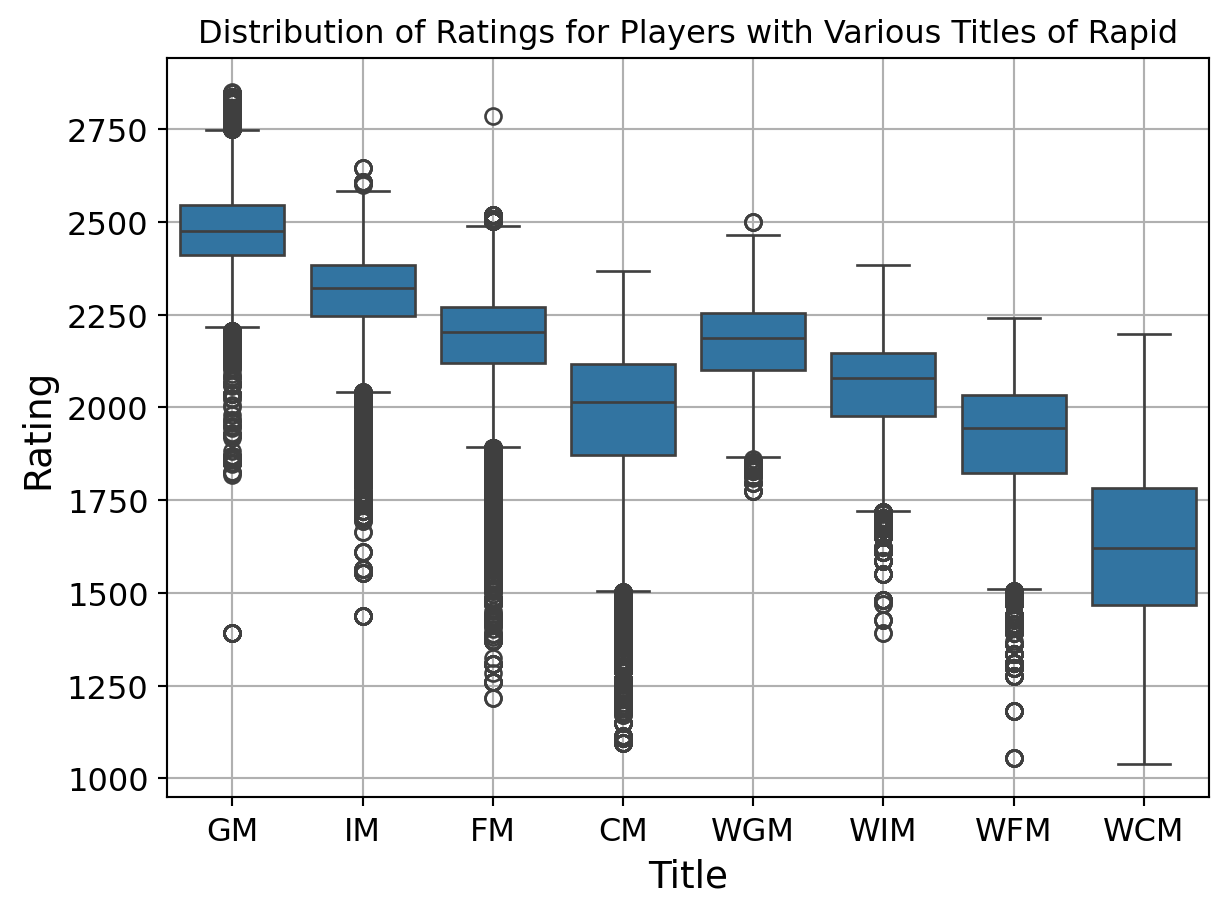 Distribution of Ratings for Players with Various Titles of Rapid
Rating
2750
2500
2250
2000
1750
1500
1250
1000
GM IM FM CM WGM WIM WFM WCM
Title